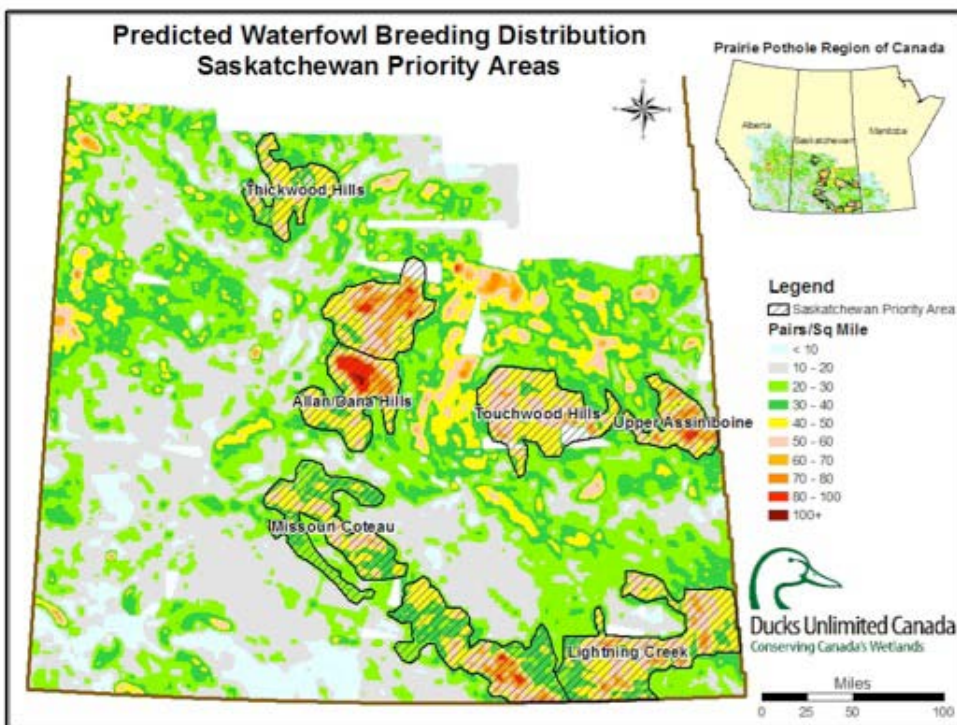 Predicted Waterfowl Breeding Distribution
Saskatchewan Priority Areas
Prairie Pothole Region of Canada
Alberta
Saskatchewan
Manitoba
Thickwood Hills
Allan/Dana Hills
Touchwood Hills
Upper Assiniboine
Missouri Coteau
Lightning Creek
Legend
Saskatchewan Priority Area
Pairs/Sq Mile
< 10
10 - 20
20 - 30
30 - 40
40 - 50
50 - 60
60 - 70
70 - 80
80 - 100
100+
Ducks Unlimited Canada
Conserving Canada's Wetlands
Miles
0 25 50 100